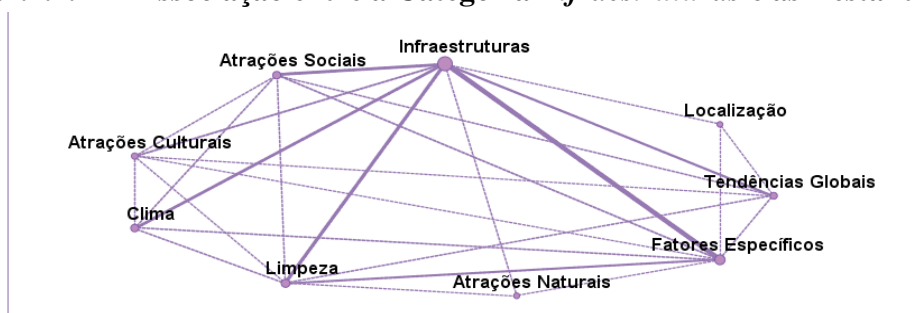 Infraestruturas
Atrações Sociais
Localização
Atrações Culturais
Tendências Globais
Clima
Fatores Específicos
Limpeza
Atrações Naturais